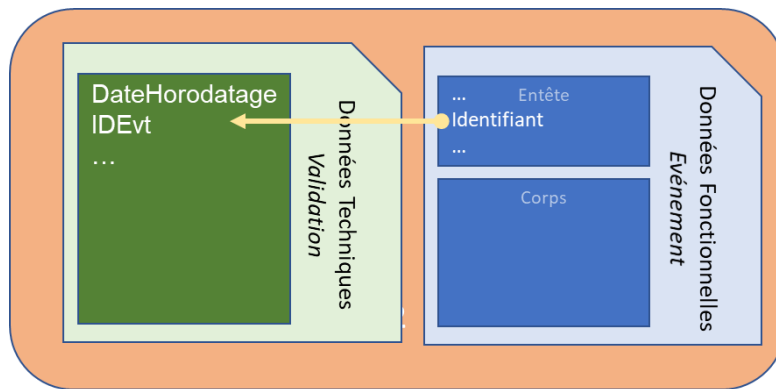 DateHorodatage
IDEvt
...
Données Techniques
Validation
... Entête
Identifiant
...
Corps
Données Fonctionnelles
Evénement